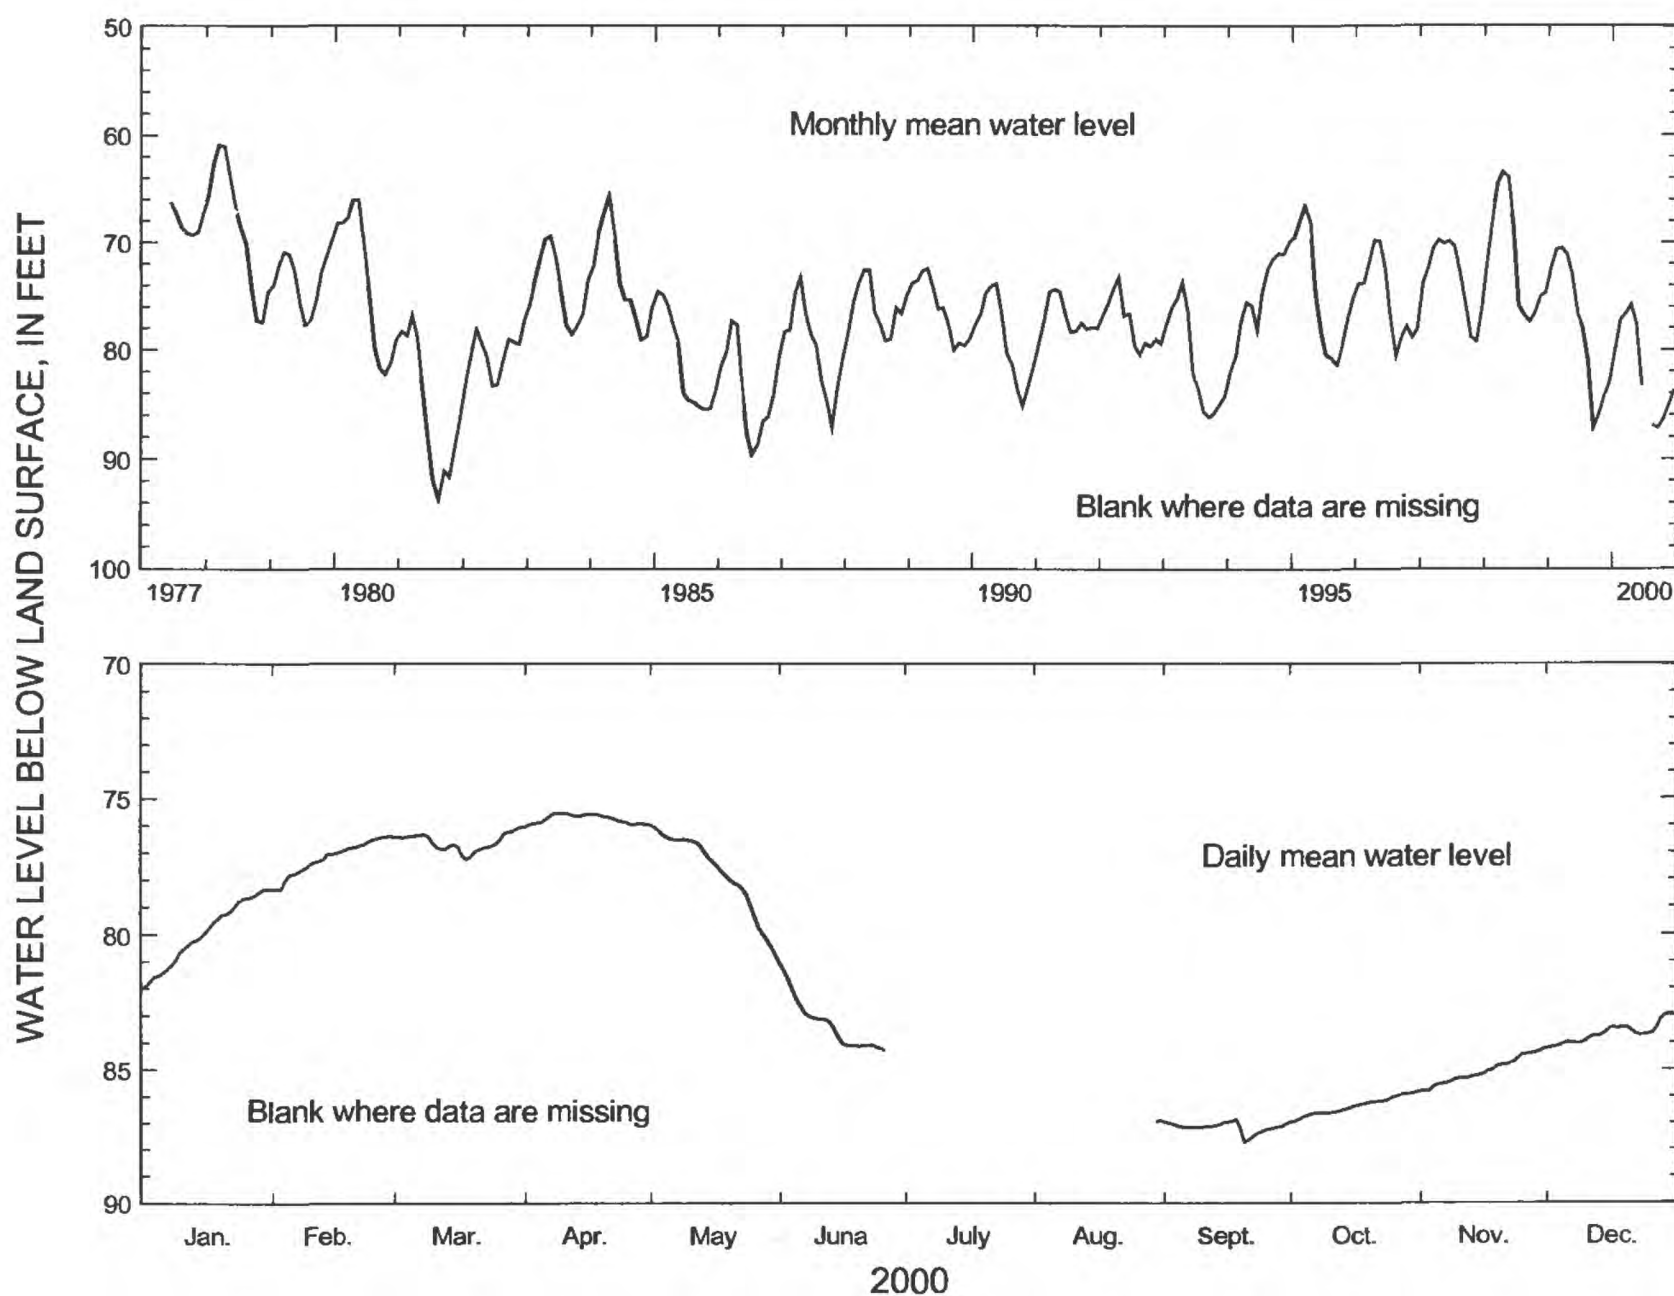 WATER LEVEL BELOW LAND SURFACE, IN FEET
50
60
70
80
90
100
Monthly mean water level
Blank where data are missing
1977 1980 1985 1990 1995 2000
70
75
80
85
90
Daily mean water level
Blank where data are missing
Jan. Feb. Mar. Apr. May Juna July Aug. Sept. Oct. Nov. Dec.
2000